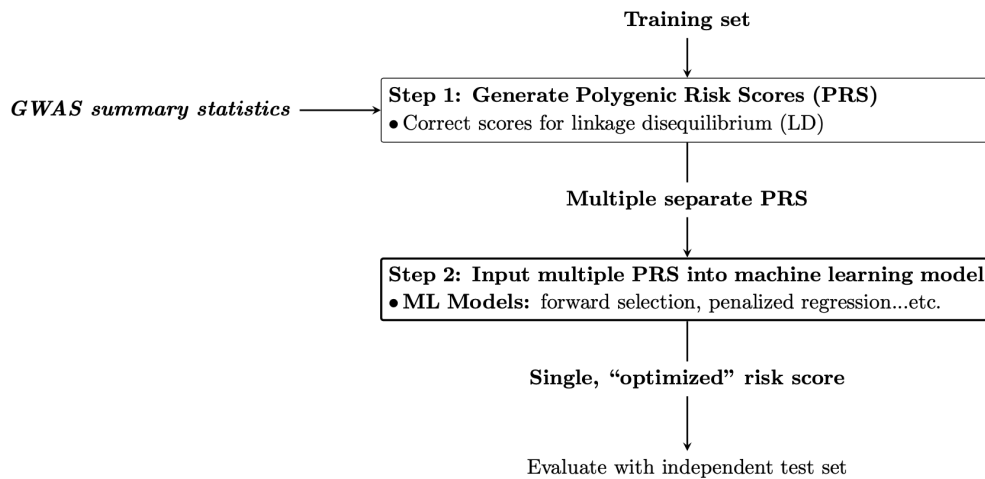 Training set
GWAS summary statistics
Step 1: Generate Polygenic Risk Scores (PRS)
• Correct scores for linkage disequilibrium (LD)
Multiple separate PRS
Step 2: Input multiple PRS into machine learning model
• ML Models: forward selection, penalized regression...etc.
Single, “optimized” risk score
Evaluate with independent test set